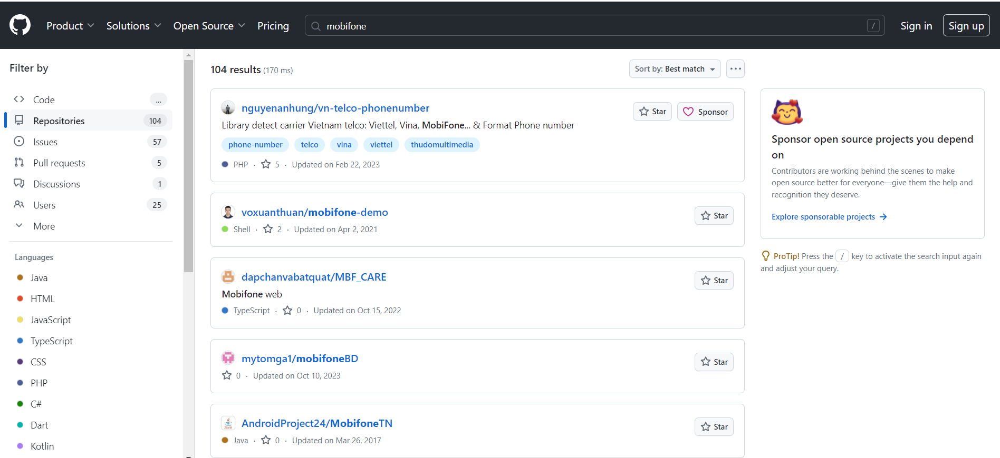 Product Solutions Open Source Pricing mobifone / Sign in Sign up
Filter by
Code ...
Repositories 104
Issues 57
Pull requests 5
Discussions 1
Users 25
More
Languages
Java
HTML
JavaScript
TypeScript
CSS
PHP
C#
Dart
Kotlin
104 results (170 ms)
Sort by: Best match
nguyenanhung/vn-telco-phonenumber
Star
Sponsor
Library detect carrier Vietnam telco: Viettel, Vina, MobiFone... & Format Phone number
phone-number telco vina viettel thudomultimedia
PHP · 5 · Updated on Feb 22, 2023
voxuanthuan/mobifone-demo
Star
Shell · 2 · Updated on Apr 2, 2021
dapchanvabatquat/MBF_CARE
Star
Mobifone web
TypeScript · 0 · Updated on Oct 15, 2022
mytomga1/mobifoneBD
Star
0 · Updated on Oct 10, 2023
AndroidProject24/MobifoneTN
Star
Java · 0 · Updated on Mar 26, 2017
Sponsor open source projects you depend
on
Contributors are working behind the scenes to make
open source better for everyone—give them the help and
recognition they deserve.
Explore sponsorable projects →
ProTip! Press the / key to activate the search input again
and adjust your query.